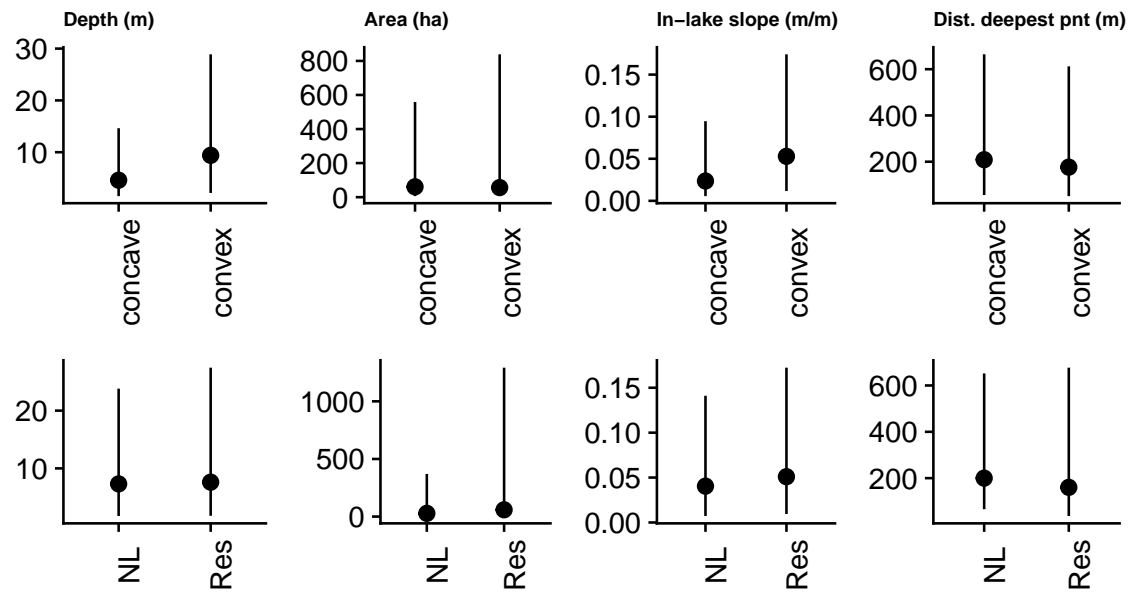 Depth (m)
Area (ha)
In−lake slope (m/m)
Dist. deepest pnt (m)
30
20
10
concave
convex
800
600
400
200
0
concave
convex
0.15
0.10
0.05
0.00
concave
convex
600
400
200
concave
convex
20
10
NL
Res
1000
500
0
NL
Res
0.15
0.10
0.05
0.00
NL
Res
600
400
200
NL
Res